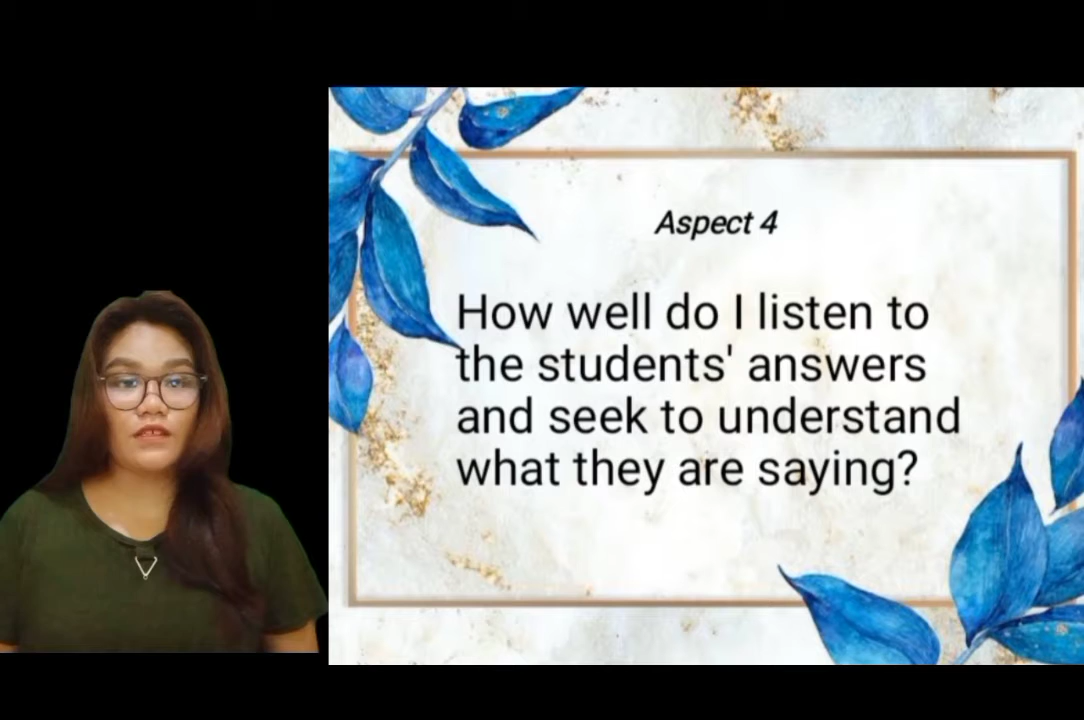 Aspect 4
How well do I listen to
the students' answers
and seek to understand
what they are saying?